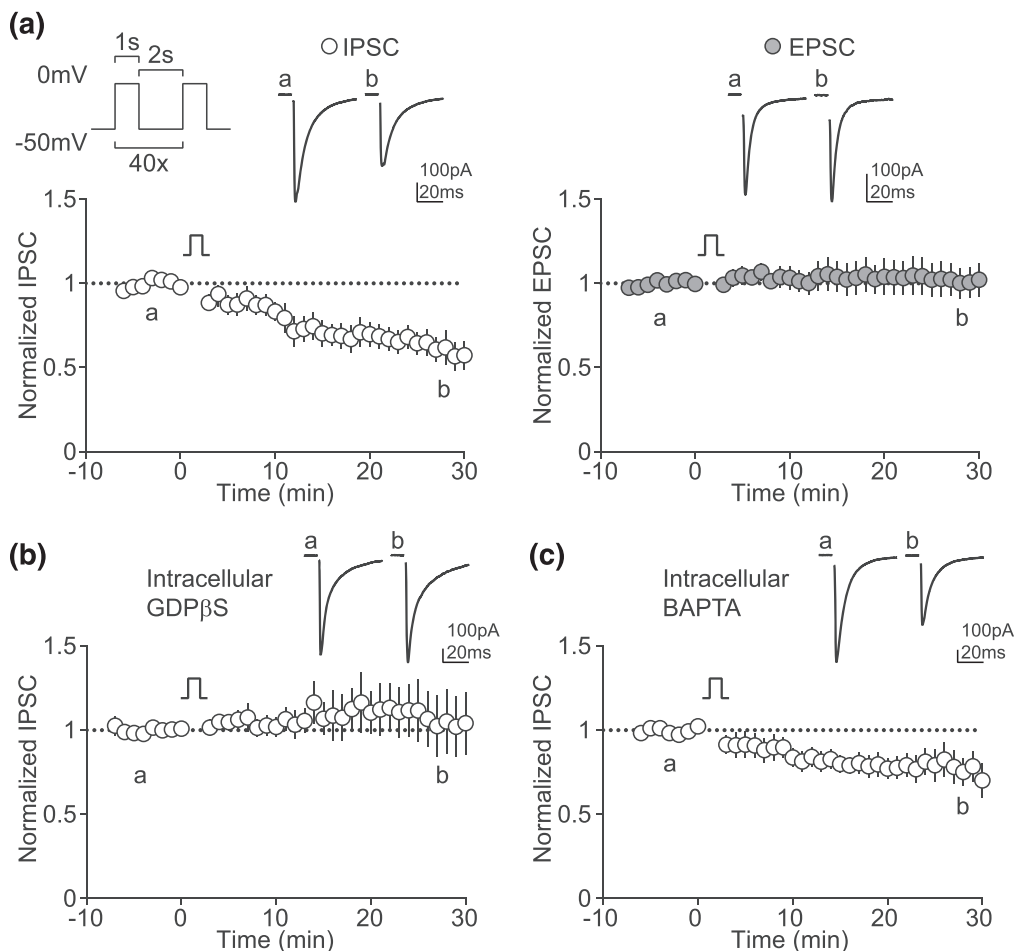 (a)
1s
2s
0mV
-50mV
40x
IPSC
a
b
100pA
20ms
1.5
1
0.5
0
Normalized IPSC
a
b
-10
0
10
20
30
Time (min)
EPSC
a
b
100pA
20ms
1.5
1
0.5
0
Normalized EPSC
a
b
-10
0
10
20
30
Time (min)
(b)
Intracellular
GDPβS
a
b
100pA
20ms
1.5
1
0.5
0
Normalized IPSC
a
b
-10
0
10
20
30
Time (min)
(c)
Intracellular
BAPTA
a
b
100pA
20ms
1.5
1
0.5
0
Normalized IPSC
a
b
-10
0
10
20
30
Time (min)